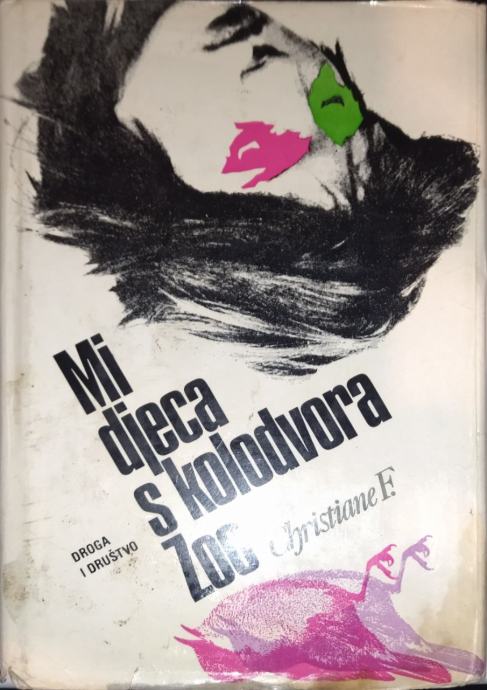 Mi
djeca
s kolodvora
Zoo
Christiane F.
DROGA
I DRUŠTVO